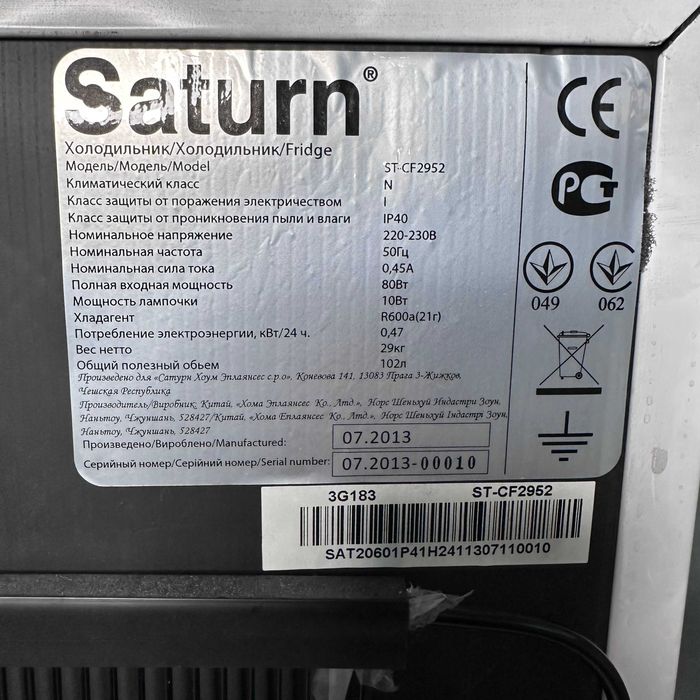 Saturn®
Холодильник/Холодильник/Fridge
Модель/Модель/Model ST-CF2952
Климатический класс N
Класс защиты от поражения электричеством I
Класс защиты от проникновения пыли и влаги IP40
Номинальное напряжение 220-230В
Номинальная частота 50Гц
Номинальная сила тока 0,45А
Полная входная мощность 80Вт
Мощность лампочки 10Вт
Хладагент R600a(21г)
Потребление электроэнергии, кВт/24 ч. 0,47
Вес нетто 29кг
Общий полезный обьем 102л
Произведено для «Сатурн Хоум Эплаянсес с.р.о», Коневова 141, 13083 Прага 3-Жижков,
Чешская Республика
Производитель/Виробник, Китай, «Хома Эплаянсес Ко., Лтд.», Норс Шеньхуй Индастри Зоун,
Наньтоу, Чжуншань, 528427/Китай, «Хома Еплаянсес Ко., Лтд.», Норс Шеньхуй Індастрі Зоун,
Наньтоу, Чжуншань, 528427
Произведено/Вироблено/Manufactured: 07.2013
Серийный номер/Серійний номер/Serial number: 07.2013-00010
CE
РСТ
049 062
3G183 ST-CF2952
SAT20601P41H2411307110010